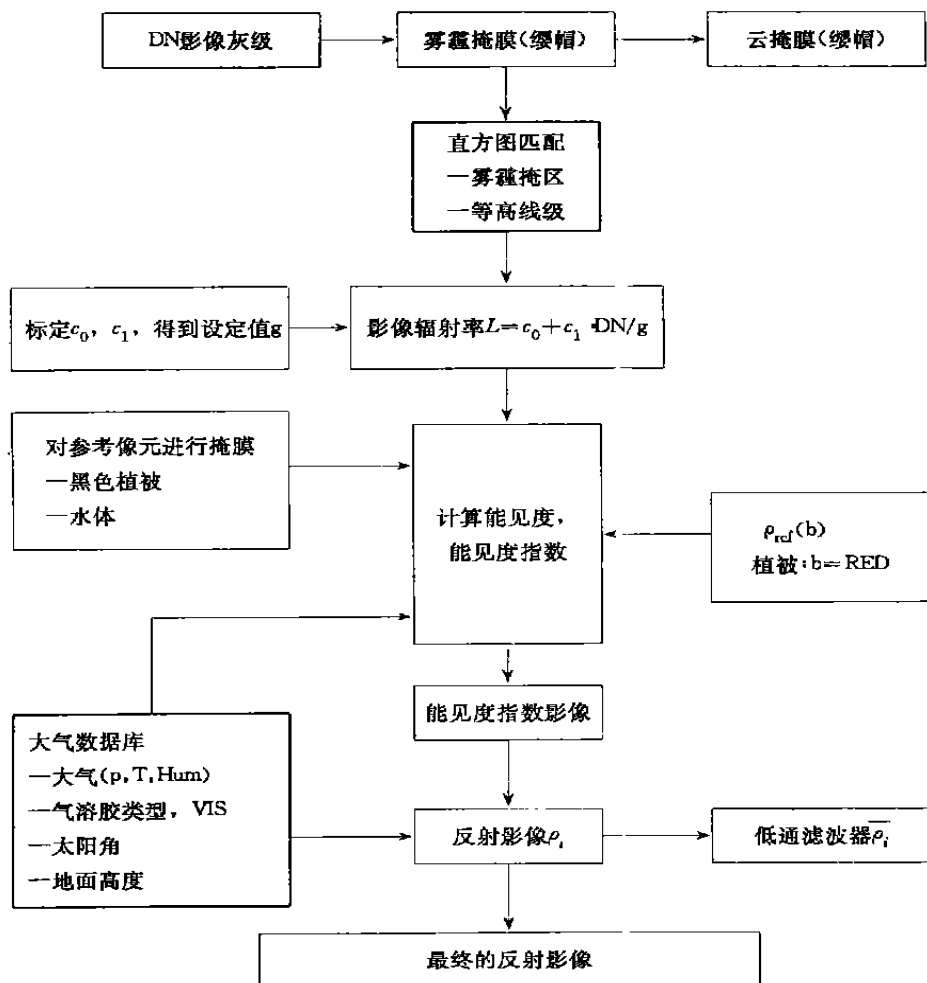 DN影像灰级
雾霾掩膜(缨帽)
云掩膜(缨帽)
直方图匹配
—雾霾掩区
—等高线级
标定c₀，c₁，得到设定值g
影像辐射率L=c₀+c₁·DN/g
对参考像元进行掩膜
—黑色植被
—水体
计算能见度，
能见度指数
ρref(b)
植被:b=RED
能见度指数影像
大气数据库
—大气(p,T,Hum)
—气溶胶类型，VIS
—太阳角
—地面高度
反射影像ρᵢ
低通滤波器ρ̅ᵢ
最终的反射影像